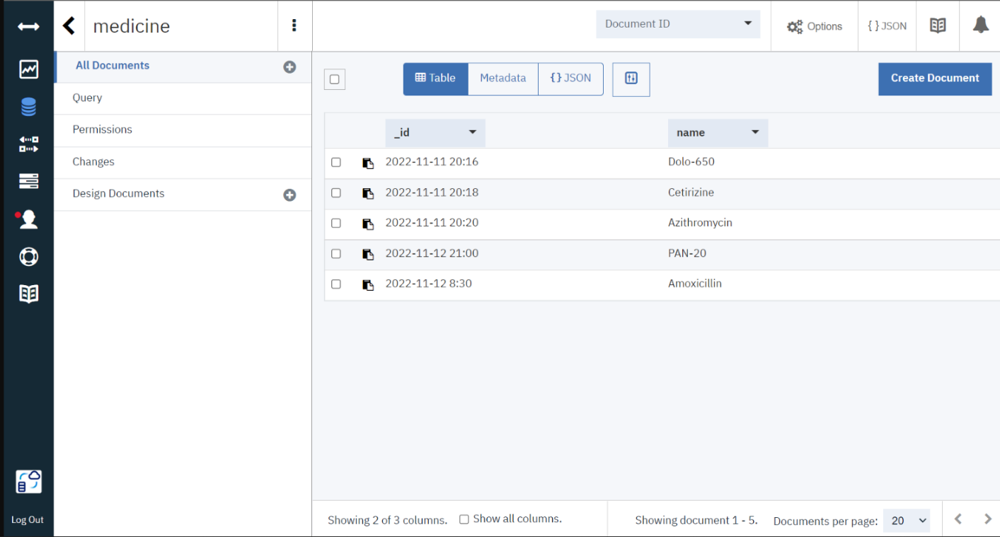 medicine
Document ID
Options
{ } JSON
All Documents
Query
Permissions
Changes
Design Documents
Table
Metadata
{ } JSON
Create Document
_id name
2022-11-11 20:16 Dolo-650
2022-11-11 20:18 Cetirizine
2022-11-11 20:20 Azithromycin
2022-11-12 21:00 PAN-20
2022-11-12 8:30 Amoxicillin
Log Out
Showing 2 of 3 columns. Show all columns. Showing document 1 - 5. Documents per page: 20